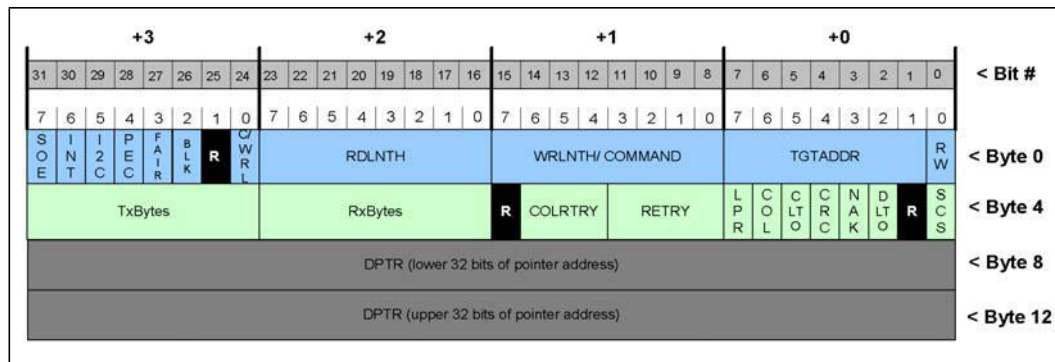 +3 +2 +1 +0
31 30 29 28 27 26 25 24 23 22 21 20 19 18 17 16 15 14 13 12 11 10 9 8 7 6 5 4 3 2 1 0 < Bit #
7 6 5 4 3 2 1 0 7 6 5 4 3 2 1 0 7 6 5 4 3 2 1 0 7 6 5 4 3 2 1 0
SOE INT I2C PEC FAIR BLK R C/WRL RDLNTH WRLNTH/ COMMAND TGTADDR RW < Byte 0
TxBytes RxBytes R COLRTRY RETRY LPR COL CLTO CRC NAK DLTO R SCS < Byte 4
DPTR (lower 32 bits of pointer address) < Byte 8
DPTR (upper 32 bits of pointer address) < Byte 12